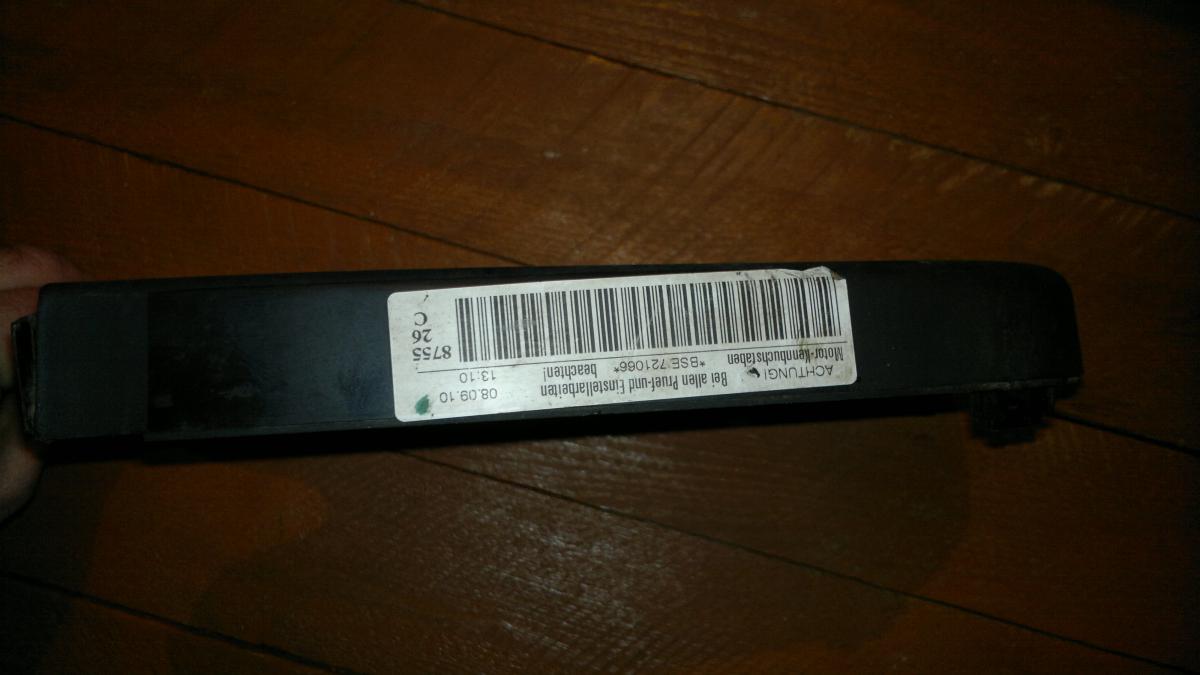 ACHTUNG!
Bei allen Pruef-und Einstellarbeiten
08.09.10
Motor-Kennbuchstaben
*BSE 721066*
beachten!
13:10
8755
26
C